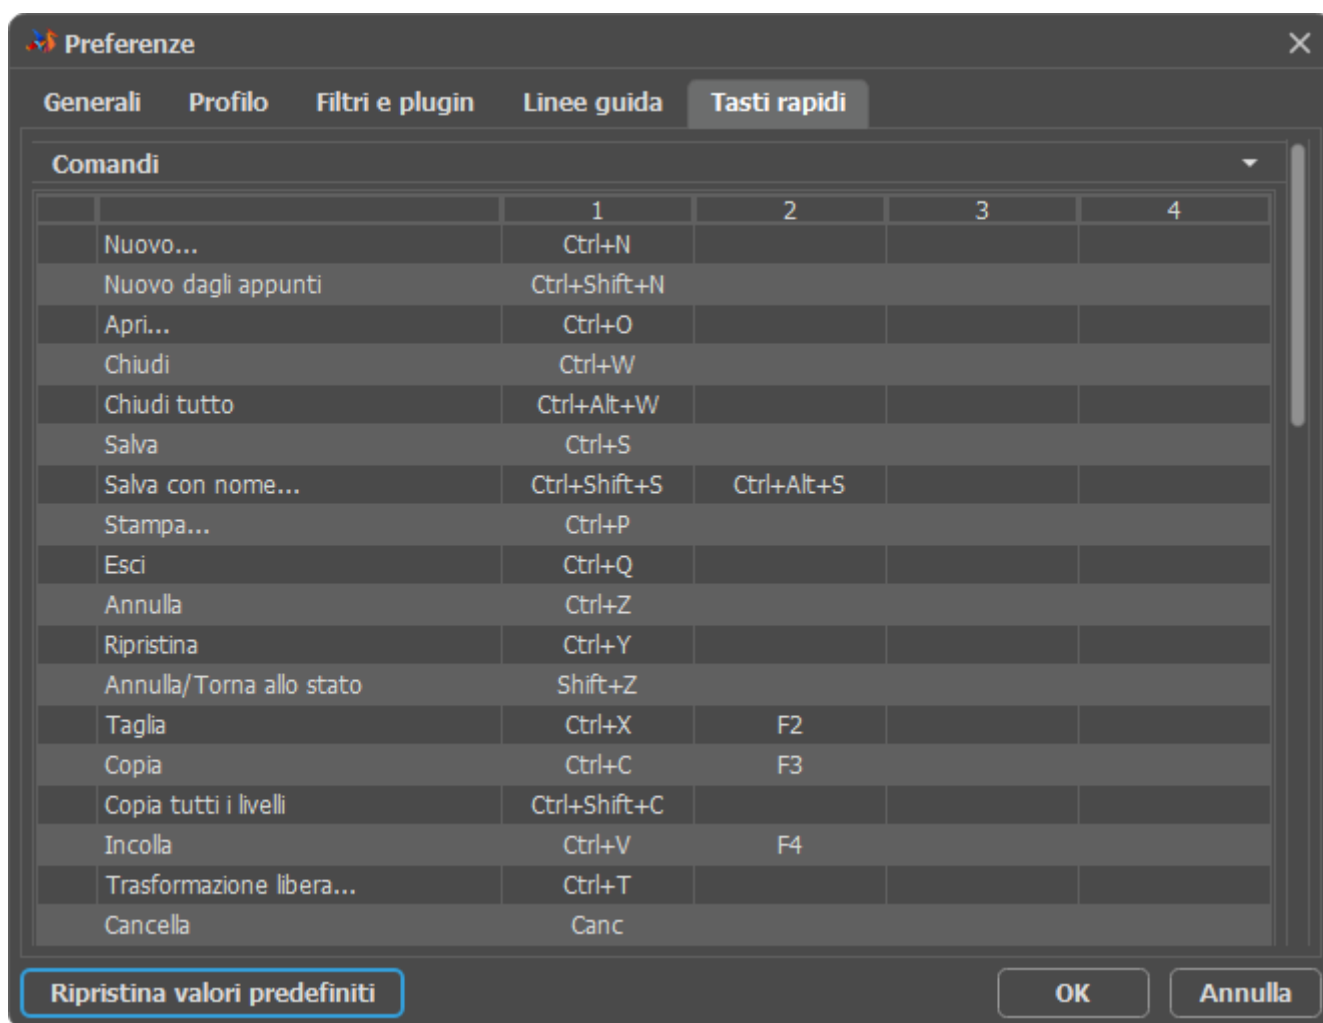 Preferenze
Generali Profilo Filtri e plugin Linee guida Tasti rapidi
Comandi
1 2 3 4
Nuovo... Ctrl+N
Nuovo dagli appunti Ctrl+Shift+N
Apri... Ctrl+O
Chiudi Ctrl+W
Chiudi tutto Ctrl+Alt+W
Salva Ctrl+S
Salva con nome... Ctrl+Shift+S Ctrl+Alt+S
Stampa... Ctrl+P
Esci Ctrl+Q
Annulla Ctrl+Z
Ripristina Ctrl+Y
Annulla/Torna allo stato Shift+Z
Taglia Ctrl+X F2
Copia Ctrl+C F3
Copia tutti i livelli Ctrl+Shift+C
Incolla Ctrl+V F4
Trasformazione libera... Ctrl+T
Cancella Canc
Ripristina valori predefiniti OK Annulla